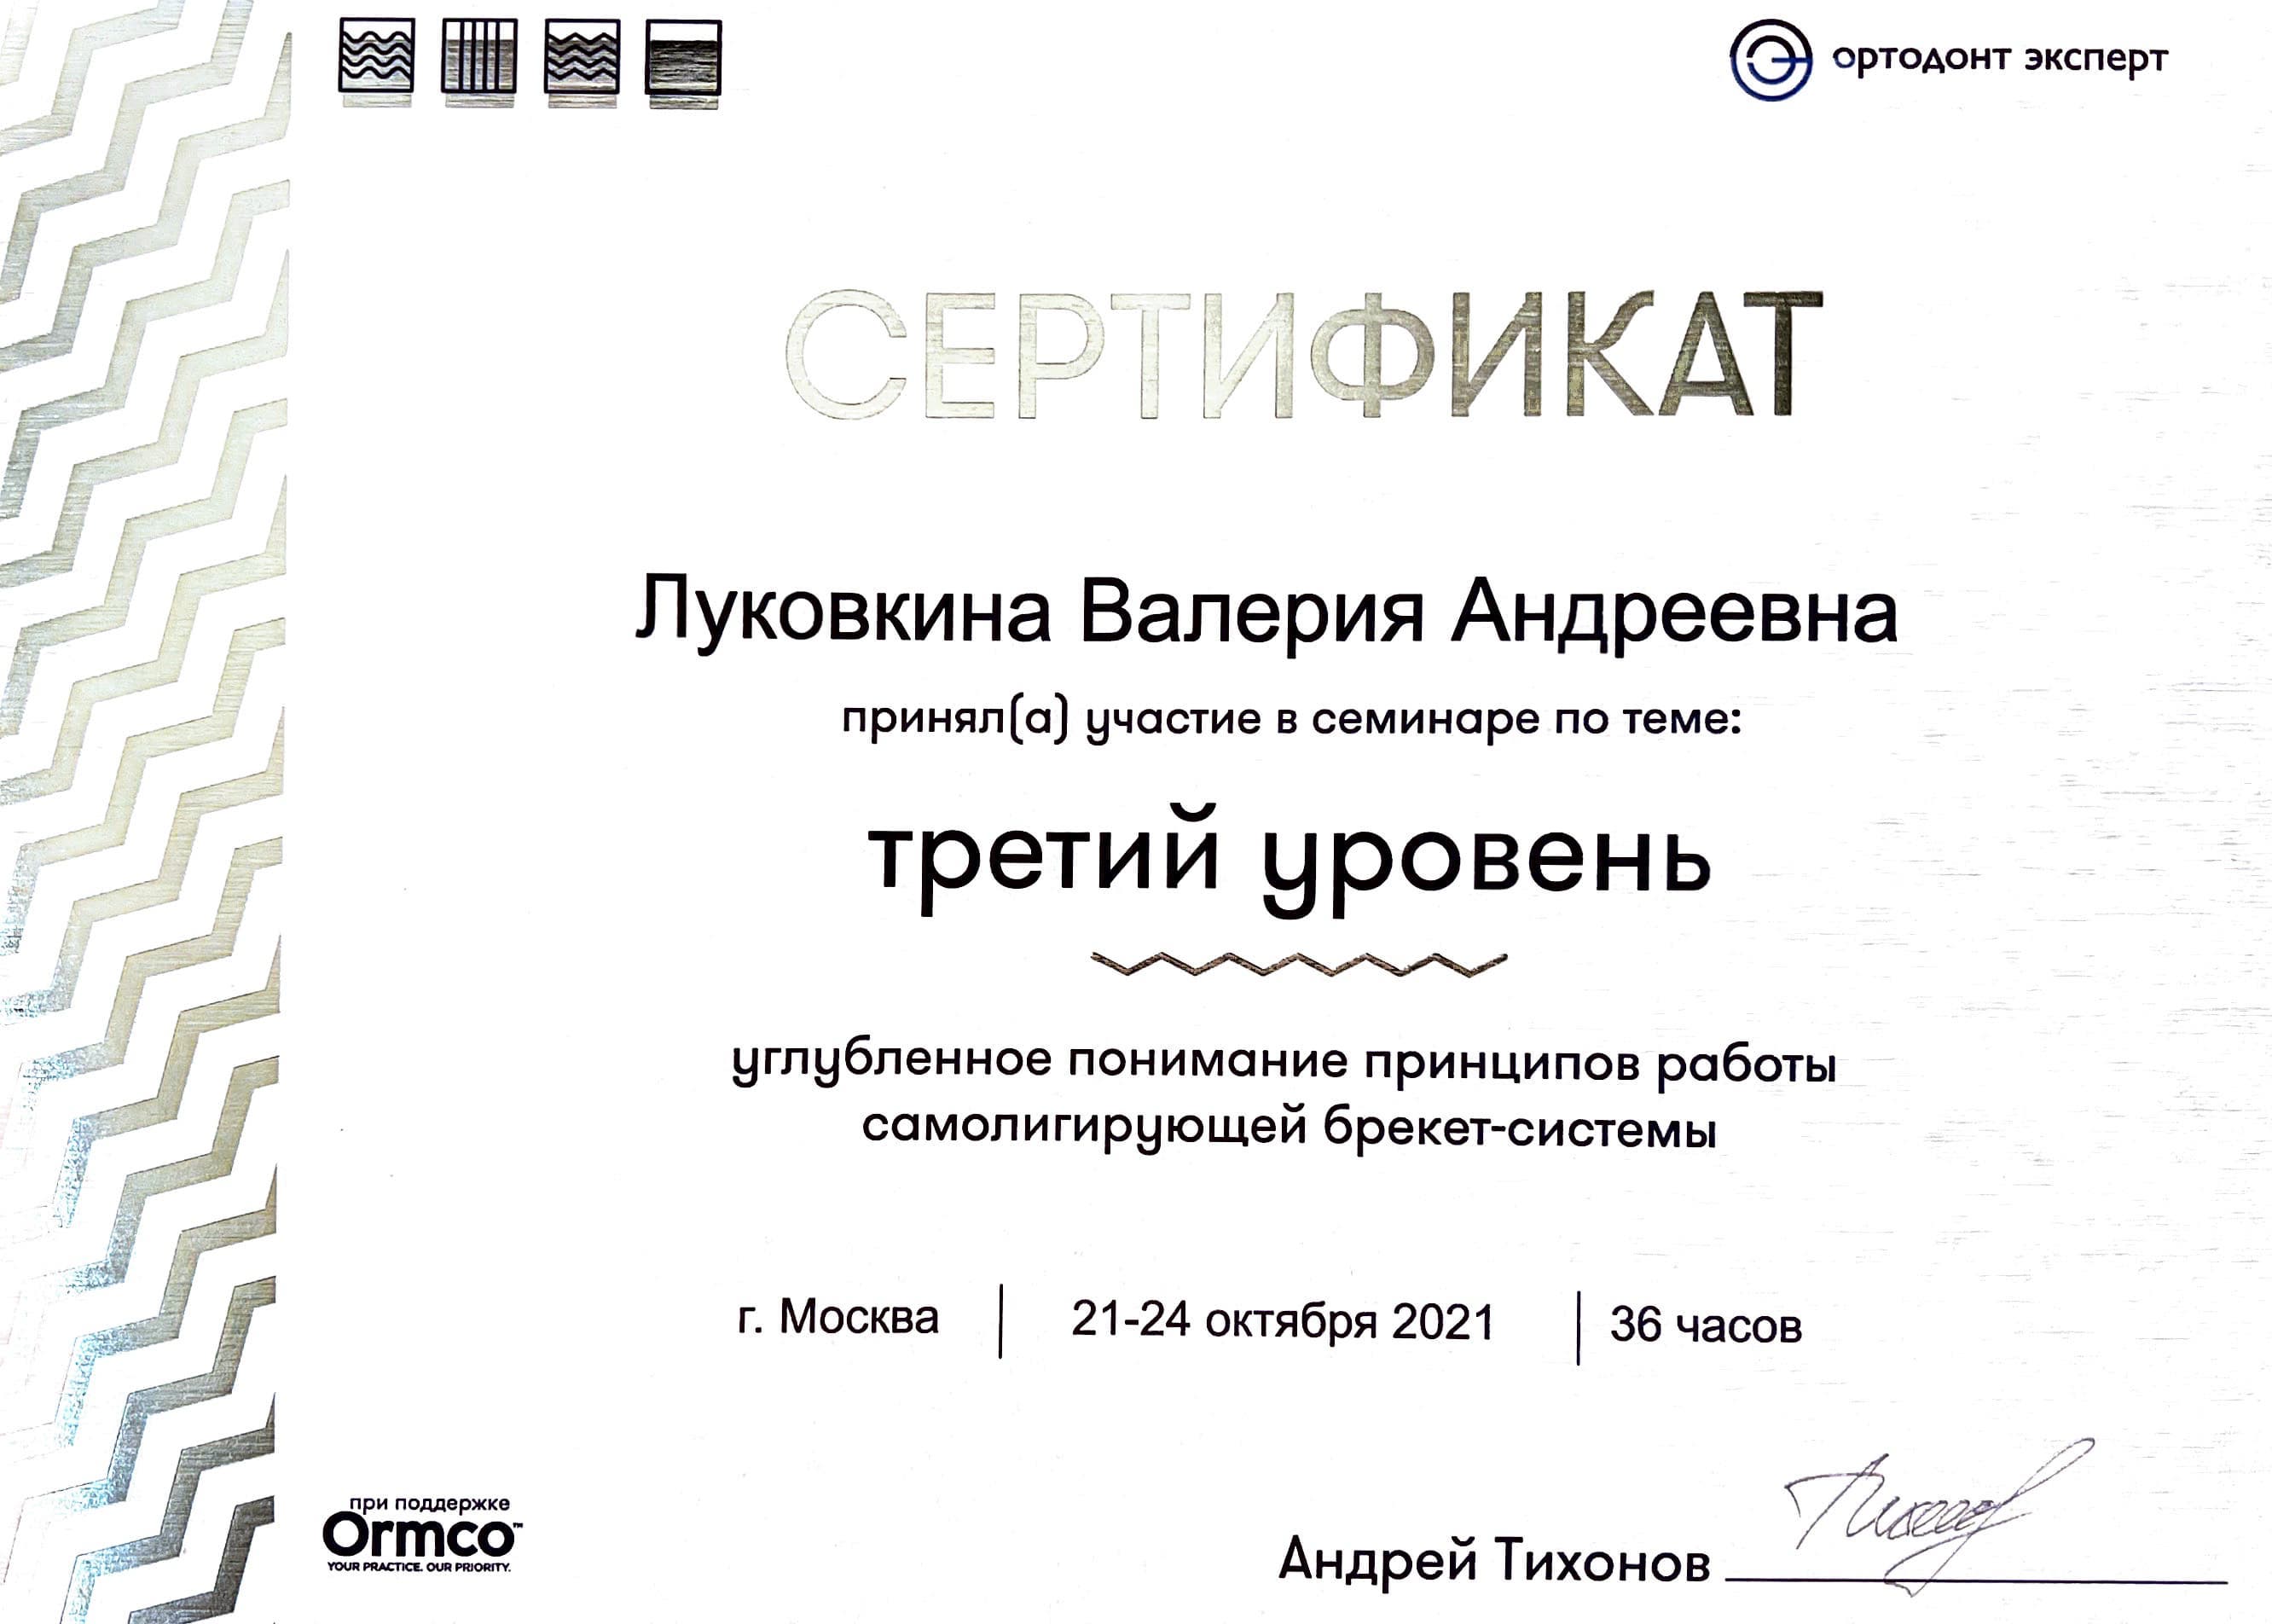 ортодонт эксперт
СЕРТИФИКАТ
Луковкина Валерия Андреевна
принял(а) участие в семинаре по теме:
третий уровень
углубленное понимание принципов работы
самолигирующей брекет-системы
г. Москва | 21-24 октября 2021 | 36 часов
при поддержке
Ormco™
YOUR PRACTICE. OUR PRIORITY.
Андрей Тихонов